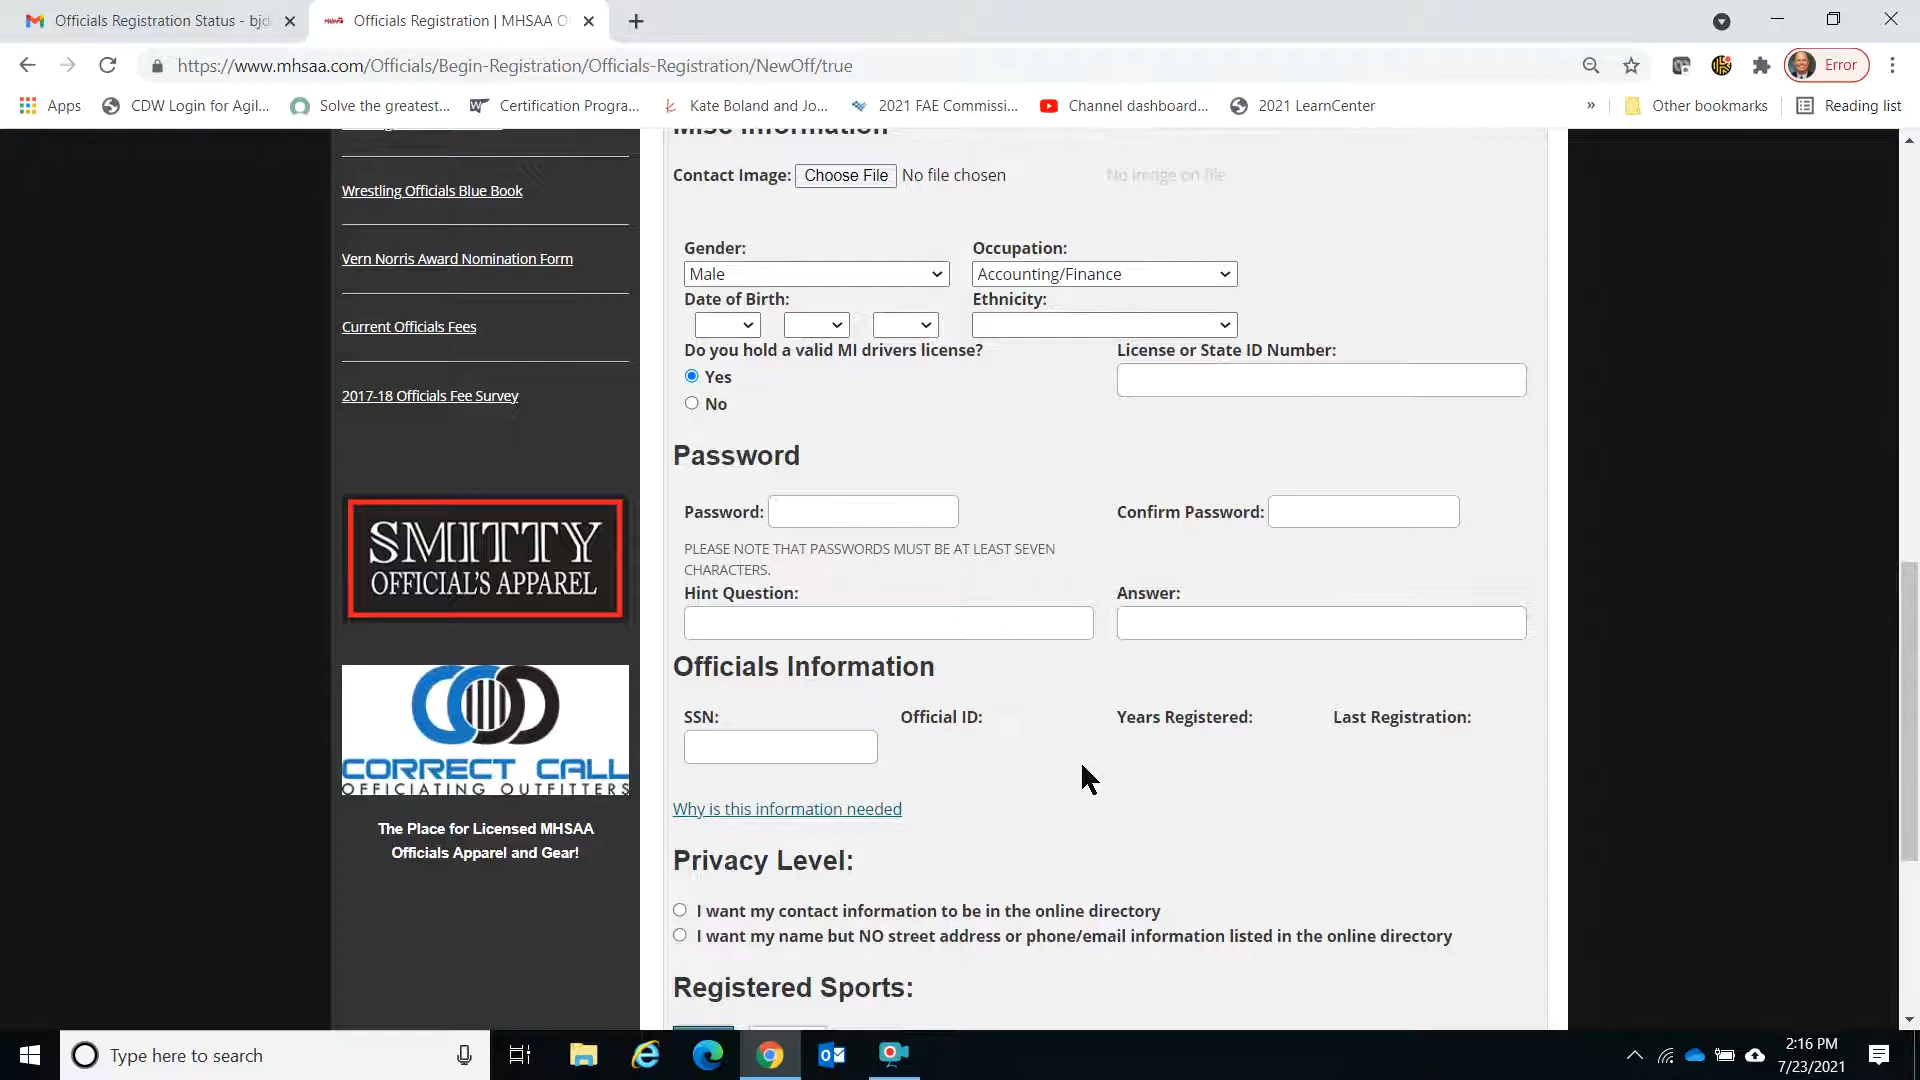 Officials Registration Status - bjd
Officials Registration | MHSAA O
https://www.mhsaa.com/Officials/Begin-Registration/Officials-Registration/NewOff/true
Error
Apps
CDW Login for Agil...
Solve the greatest...
Certification Progra...
Kate Boland and Jo...
2021 FAE Commissi...
Channel dashboard...
2021 LearnCenter
»
Other bookmarks
Reading list
Wrestling Officials Blue Book
Vern Norris Award Nomination Form
Current Officials Fees
2017-18 Officials Fee Survey
SMITTY
OFFICIAL'S APPAREL
CORRECT CALL
OFFICIATING OUTFITTERS
The Place for Licensed MHSAA
Officials Apparel and Gear!
Misc Information
Contact Image: Choose File No file chosen
No image on file
Gender: Occupation:
Male Accounting/Finance
Date of Birth: Ethnicity:
Do you hold a valid MI drivers license? License or State ID Number:
Yes
No
Password
Password: Confirm Password:
PLEASE NOTE THAT PASSWORDS MUST BE AT LEAST SEVEN
CHARACTERS.
Hint Question: Answer:
Officials Information
SSN: Official ID: Years Registered: Last Registration:
Why is this information needed
Privacy Level:
I want my contact information to be in the online directory
I want my name but NO street address or phone/email information listed in the online directory
Registered Sports:
Type here to search
2:16 PM
7/23/2021